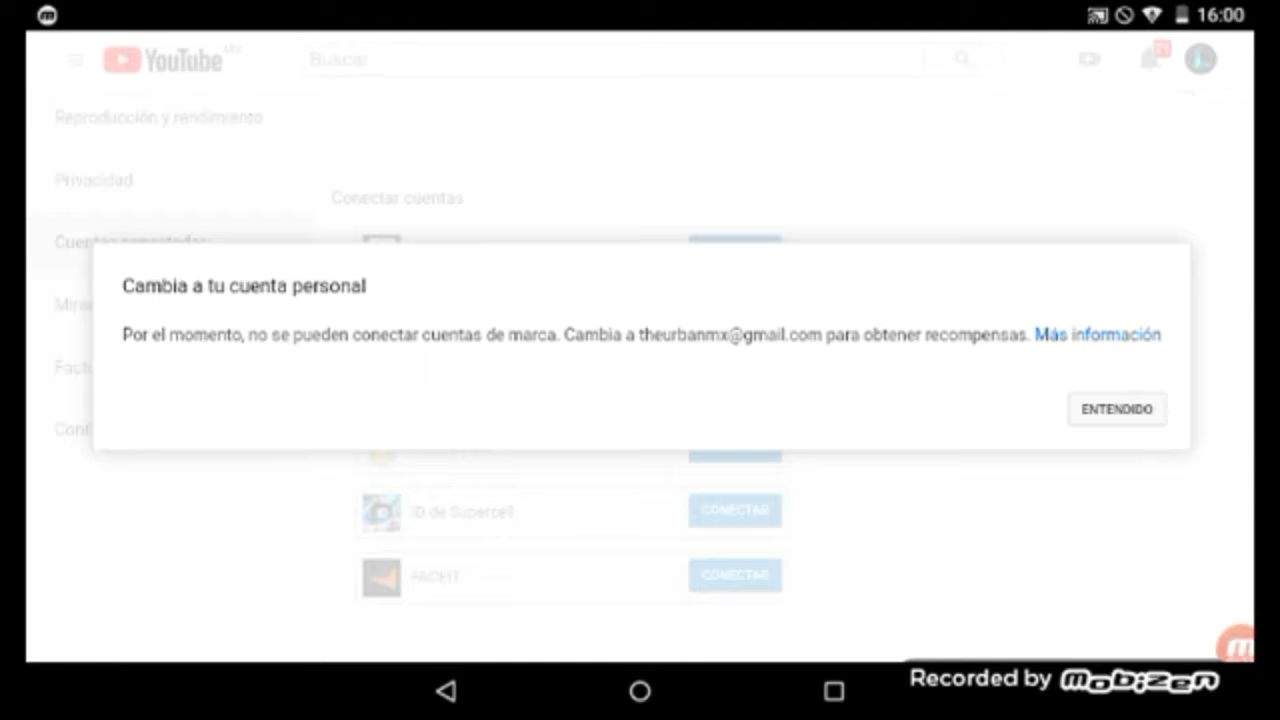 16:00
YouTube MX
Buscar
Reproducción y rendimiento
Privacidad
Conectar cuentas
Cambia a tu cuenta personal
Por el momento, no se pueden conectar cuentas de marca. Cambia a theurbanmx@gmail.com para obtener recompensas. Más información
ENTENDIDO
ID de Supercell
CONECTAR
FACEIT
CONECTAR
Recorded by mobizen